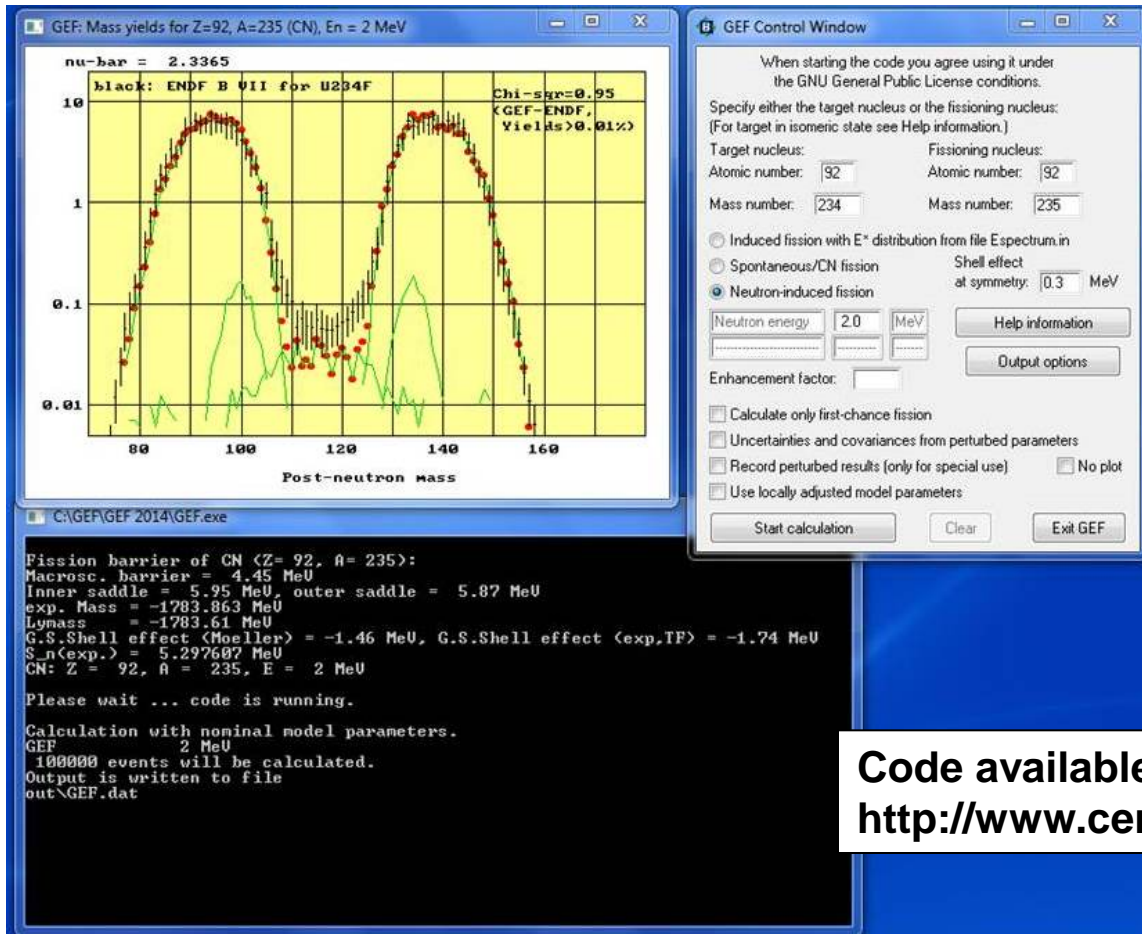 GEF: Mass yields for Z=92, A=235 (CN), En = 2 MeV
nu-bar = 2.3365
black: ENDF B VII for U234F
Chi-sqr=0.95
(GEF-ENDF,
Yields>0.01%)
10
1
0.1
0.01
80 100 120 140 160
Post-neutron mass
GEF Control Window
When starting the code you agree using it under
the GNU General Public License conditions.
Specify either the target nucleus or the fissioning nucleus:
(For target in isomeric state see Help information.)
Target nucleus: Fissioning nucleus:
Atomic number: 92 Atomic number: 92
Mass number: 234 Mass number: 235
Induced fission with E* distribution from file Espectrum.in
Spontaneous/CN fission
Shell effect
at symmetry: 0.3 MeV
Neutron-induced fission
Neutron energy 2.0 MeV
Help information
Output options
Enhancement factor:
Calculate only first-chance fission
Uncertainties and covariances from perturbed parameters
Record perturbed results (only for special use) No plot
Use locally adjusted model parameters
Start calculation Clear Exit GEF
C:\GEF\GEF 2014\GEF.exe
Fission barrier of CN (Z= 92, A= 235):
Macrosc. barrier = 4.45 MeV
Inner saddle = 5.95 MeV, outer saddle = 5.87 MeV
exp. Mass = -1783.863 MeV
Lymass = -1783.61 MeV
G.S.Shell effect (Moeller) = -1.46 MeV, G.S.Shell effect (exp,TF) = -1.74 MeV
S_n(exp.) = 5.297607 MeV
CN: Z = 92, A = 235, E = 2 MeV
Please wait ... code is running.
Calculation with nominal model parameters.
GEF 2 MeV
100000 events will be calculated.
Output is written to file
out\GEF.dat
Code available
http://www.cer